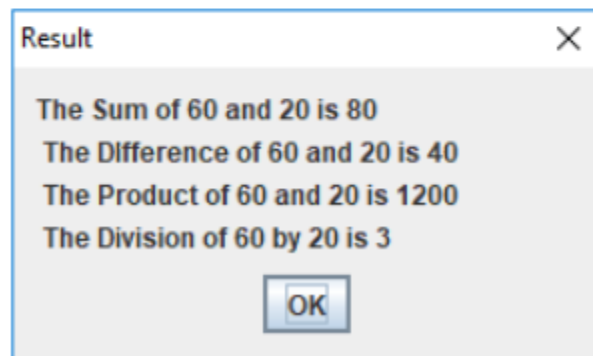 Result
The Sum of 60 and 20 is 80
The DIfference of 60 and 20 is 40
The Product of 60 and 20 is 1200
The Division of 60 by 20 is 3
OK